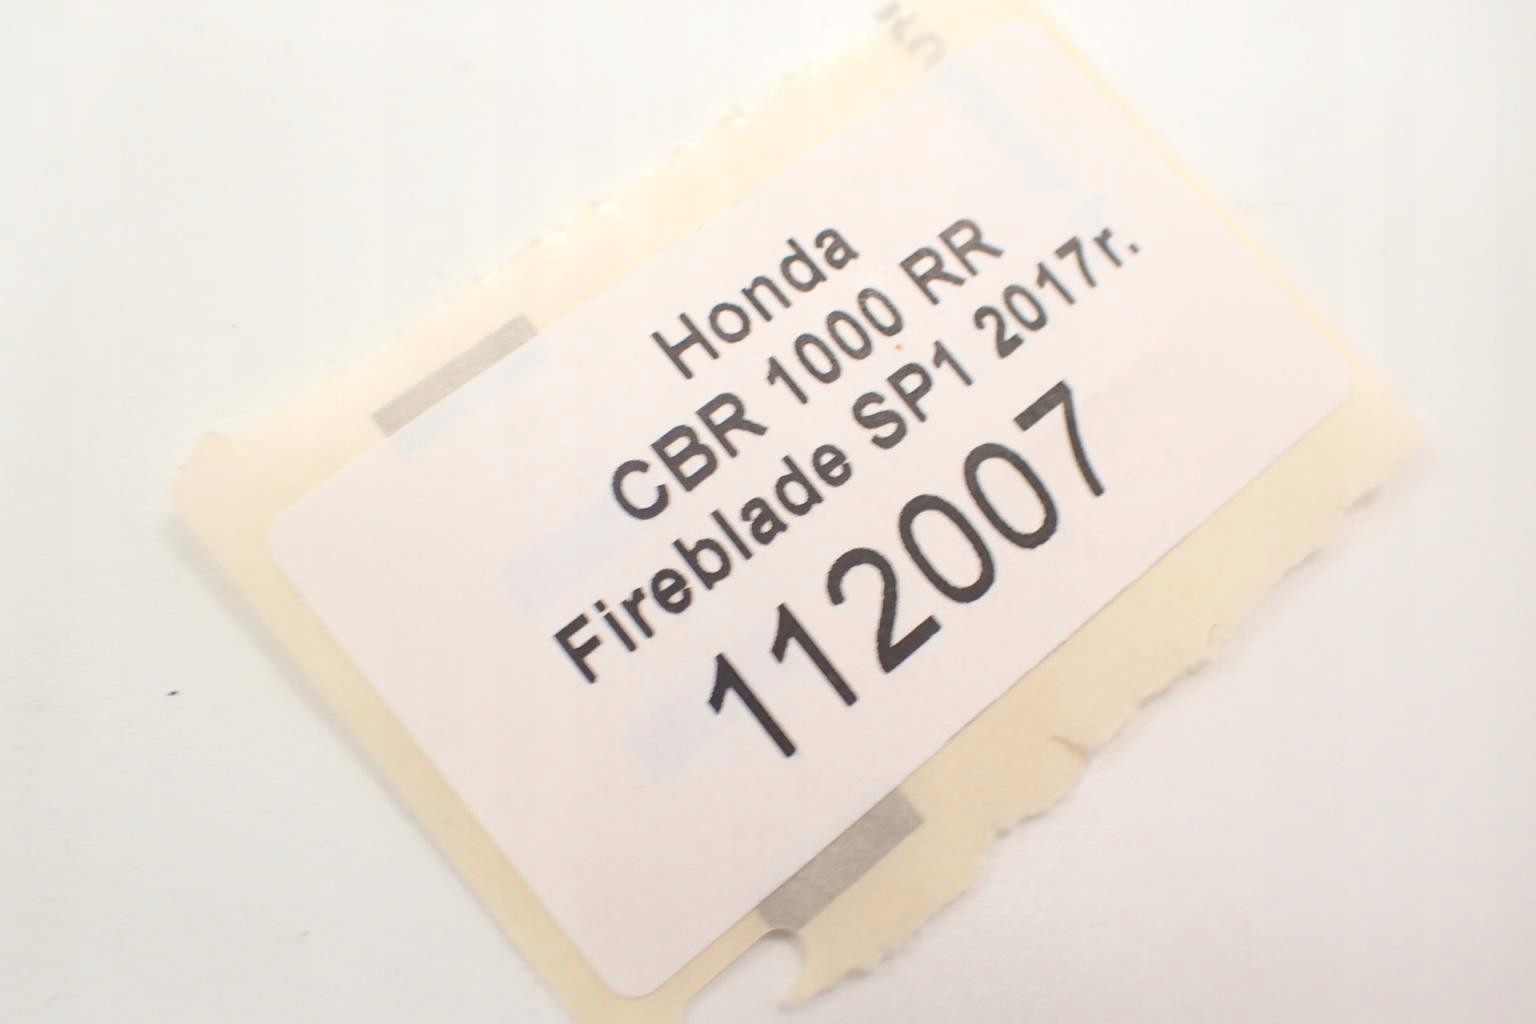 Honda
CBR 1000 RR
Fireblade SP1 2017r.
112007